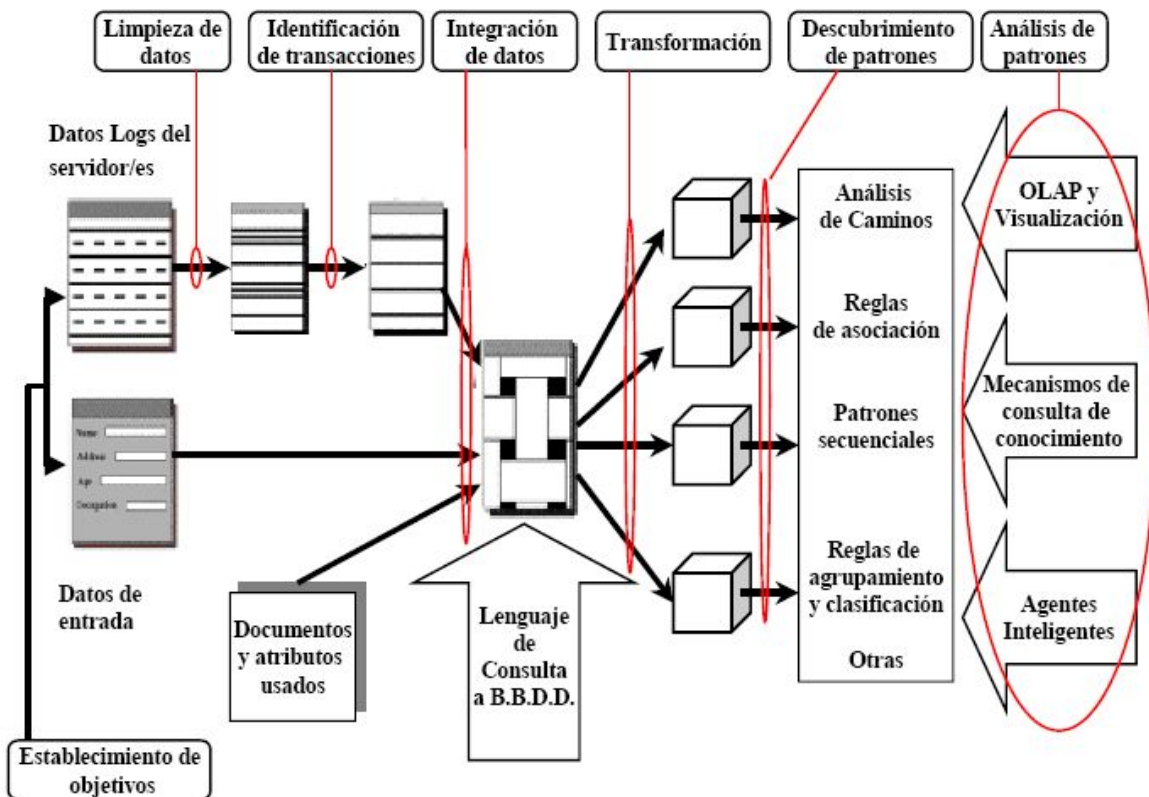 Limpieza de
datos
Identificación
de transacciones
Integración
de datos
Transformación
Descubrimiento
de patrones
Análisis de
patrones
Datos Logs del
servidor/es
Name
Address
Age
Occupation
Datos de
entrada
Documentos
y atributos
usados
Lenguaje
de
Consulta
a B.B.D.D.
Establecimiento de
objetivos
Análisis
de Caminos
Reglas
de asociación
Patrones
secuenciales
Reglas de
agrupamiento
y clasificación
Otras
OLAP y
Visualización
Mecanismos de
consulta de
conocimiento
Agentes
Inteligentes